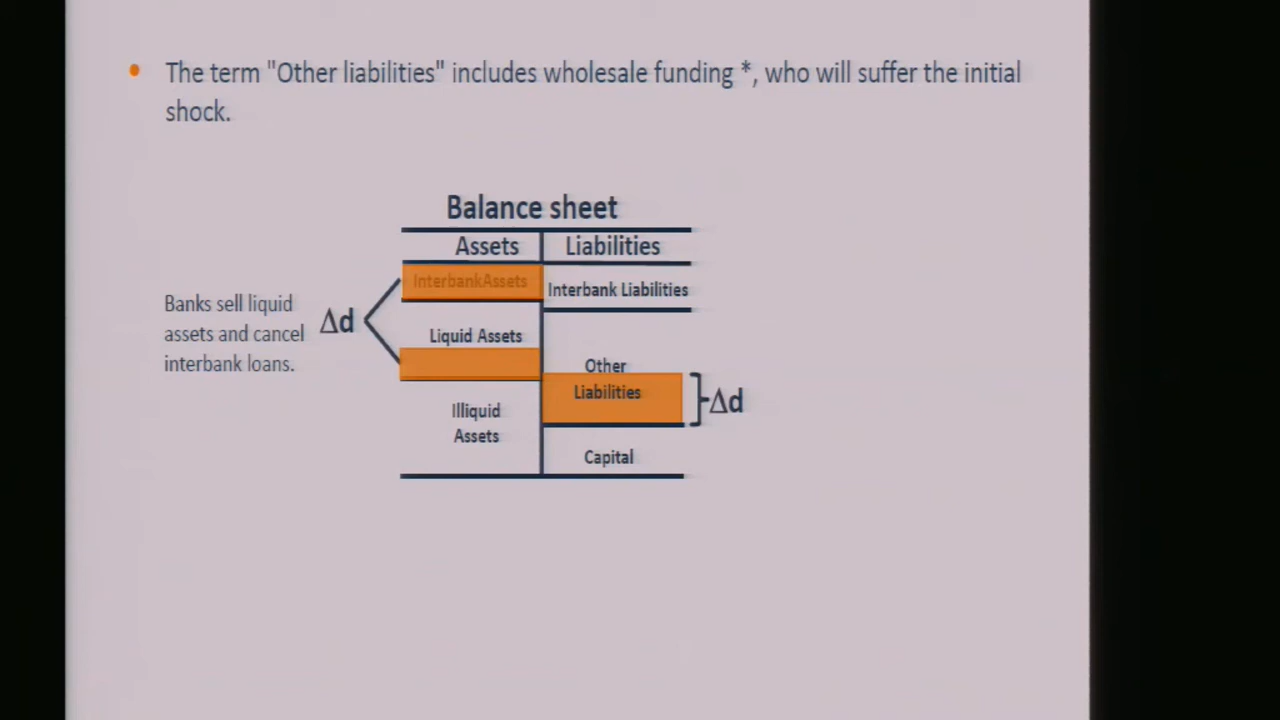 • The term "Other liabilities" includes wholesale funding *, who will suffer the initial
shock.
Balance sheet
Assets Liabilities
InterbankAssets
Interbank Liabilities
Banks sell liquid
assets and cancel
interbank loans.
Δd
Liquid Assets
Other
Liabilities
Δd
Illiquid
Assets
Capital